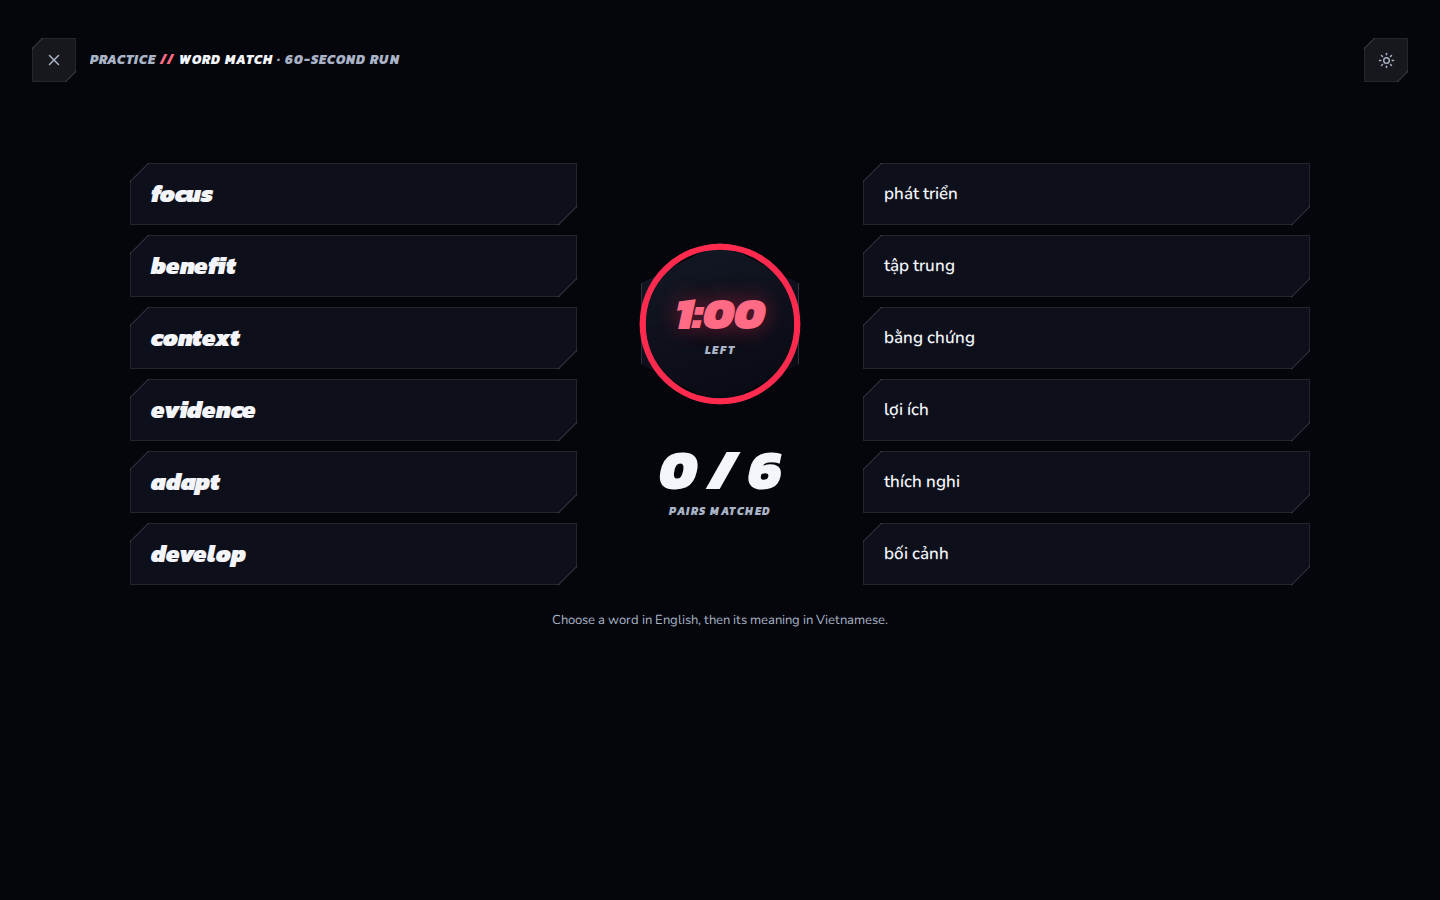 PRACTICE // WORD MATCH · 60-SECOND RUN
focus
benefit
context
evidence
adapt
develop
1:00
LEFT
0 / 6
PAIRS MATCHED
phát triển
tập trung
bằng chứng
lợi ích
thích nghi
bối cảnh
Choose a word in English, then its meaning in Vietnamese.